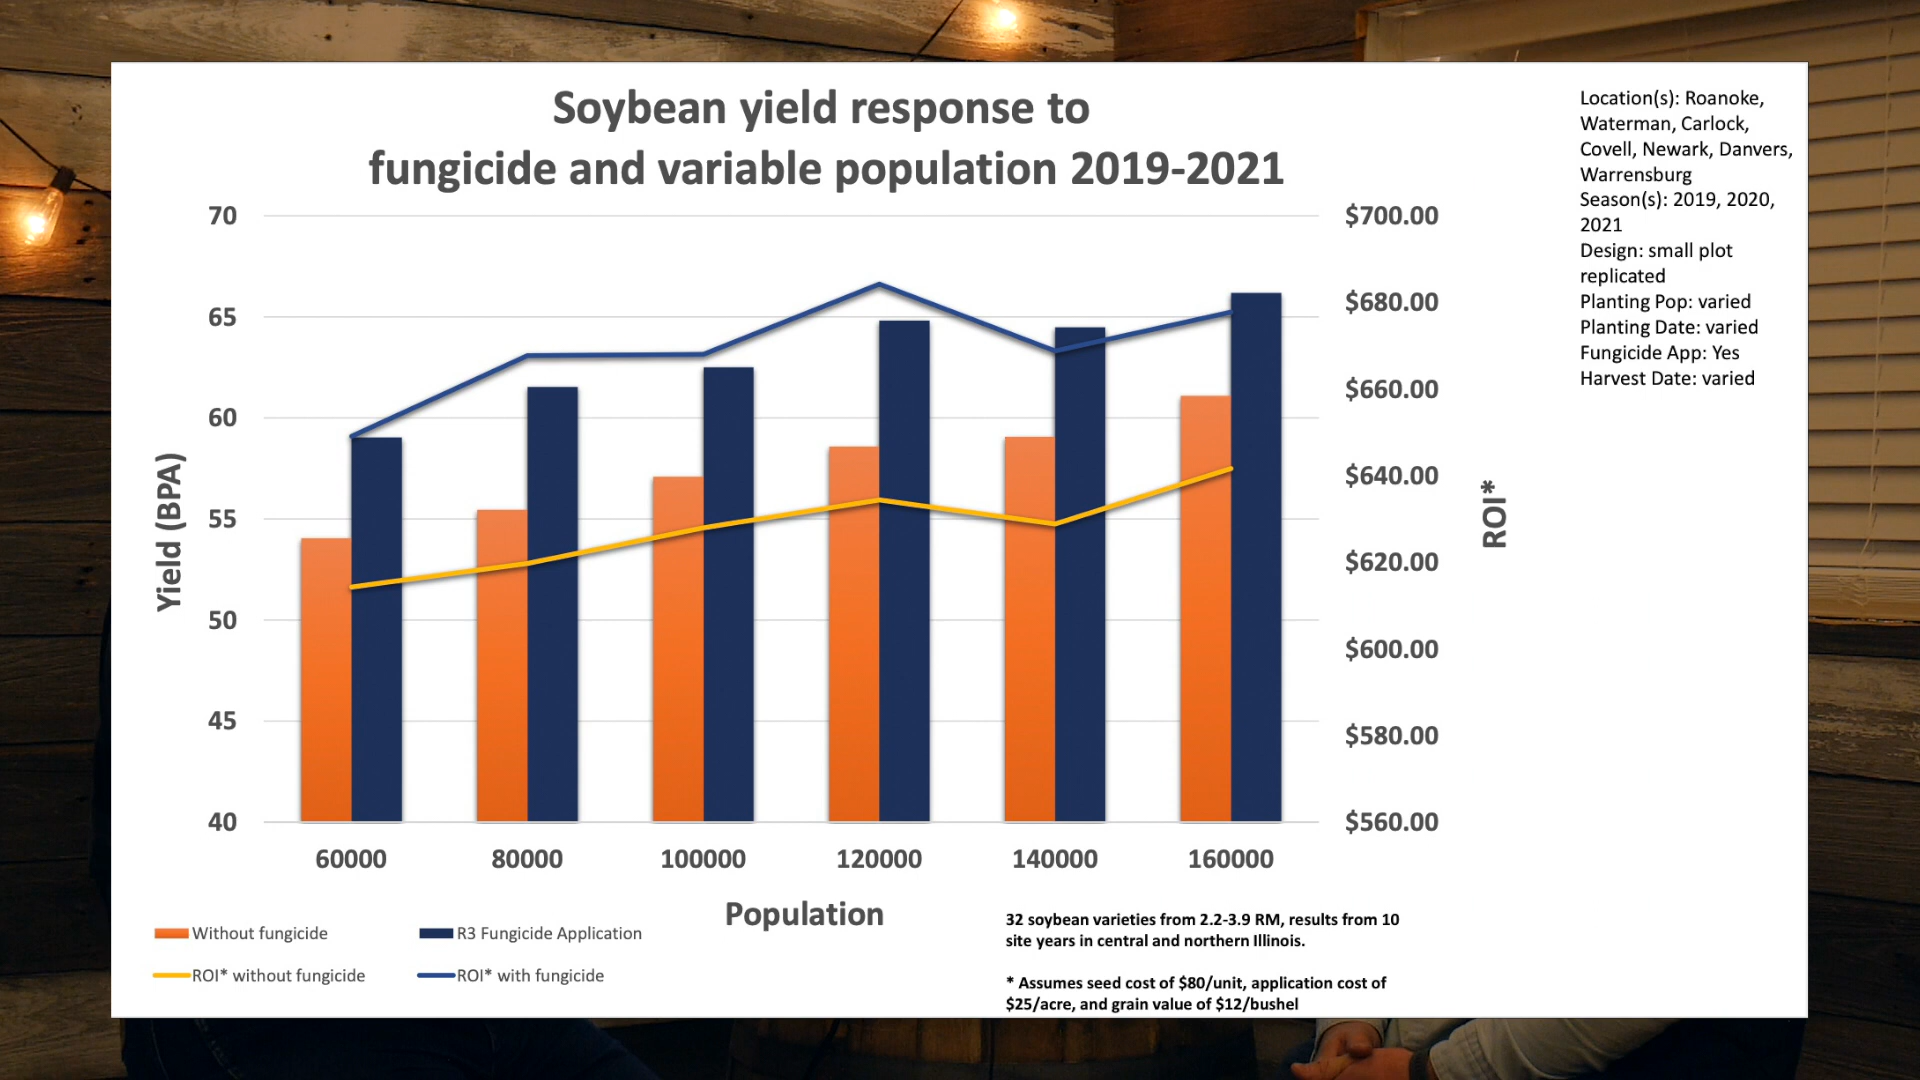 Soybean yield response to
fungicide and variable population 2019-2021
Location(s): Roanoke,
Waterman, Carlock,
Covell, Newark, Danvers,
Warrensburg
Season(s): 2019, 2020,
2021
Design: small plot
replicated
Planting Pop: varied
Planting Date: varied
Fungicide App: Yes
Harvest Date: varied
70
65
60
55
50
45
40
Yield (BPA)
$700.00
$680.00
$660.00
$640.00
$620.00
$600.00
$580.00
$560.00
ROI*
60000 80000 100000 120000 140000 160000
Population
Without fungicide
R3 Fungicide Application
ROI* without fungicide
ROI* with fungicide
32 soybean varieties from 2.2-3.9 RM, results from 10
site years in central and northern Illinois.
* Assumes seed cost of $80/unit, application cost of
$25/acre, and grain value of $12/bushel